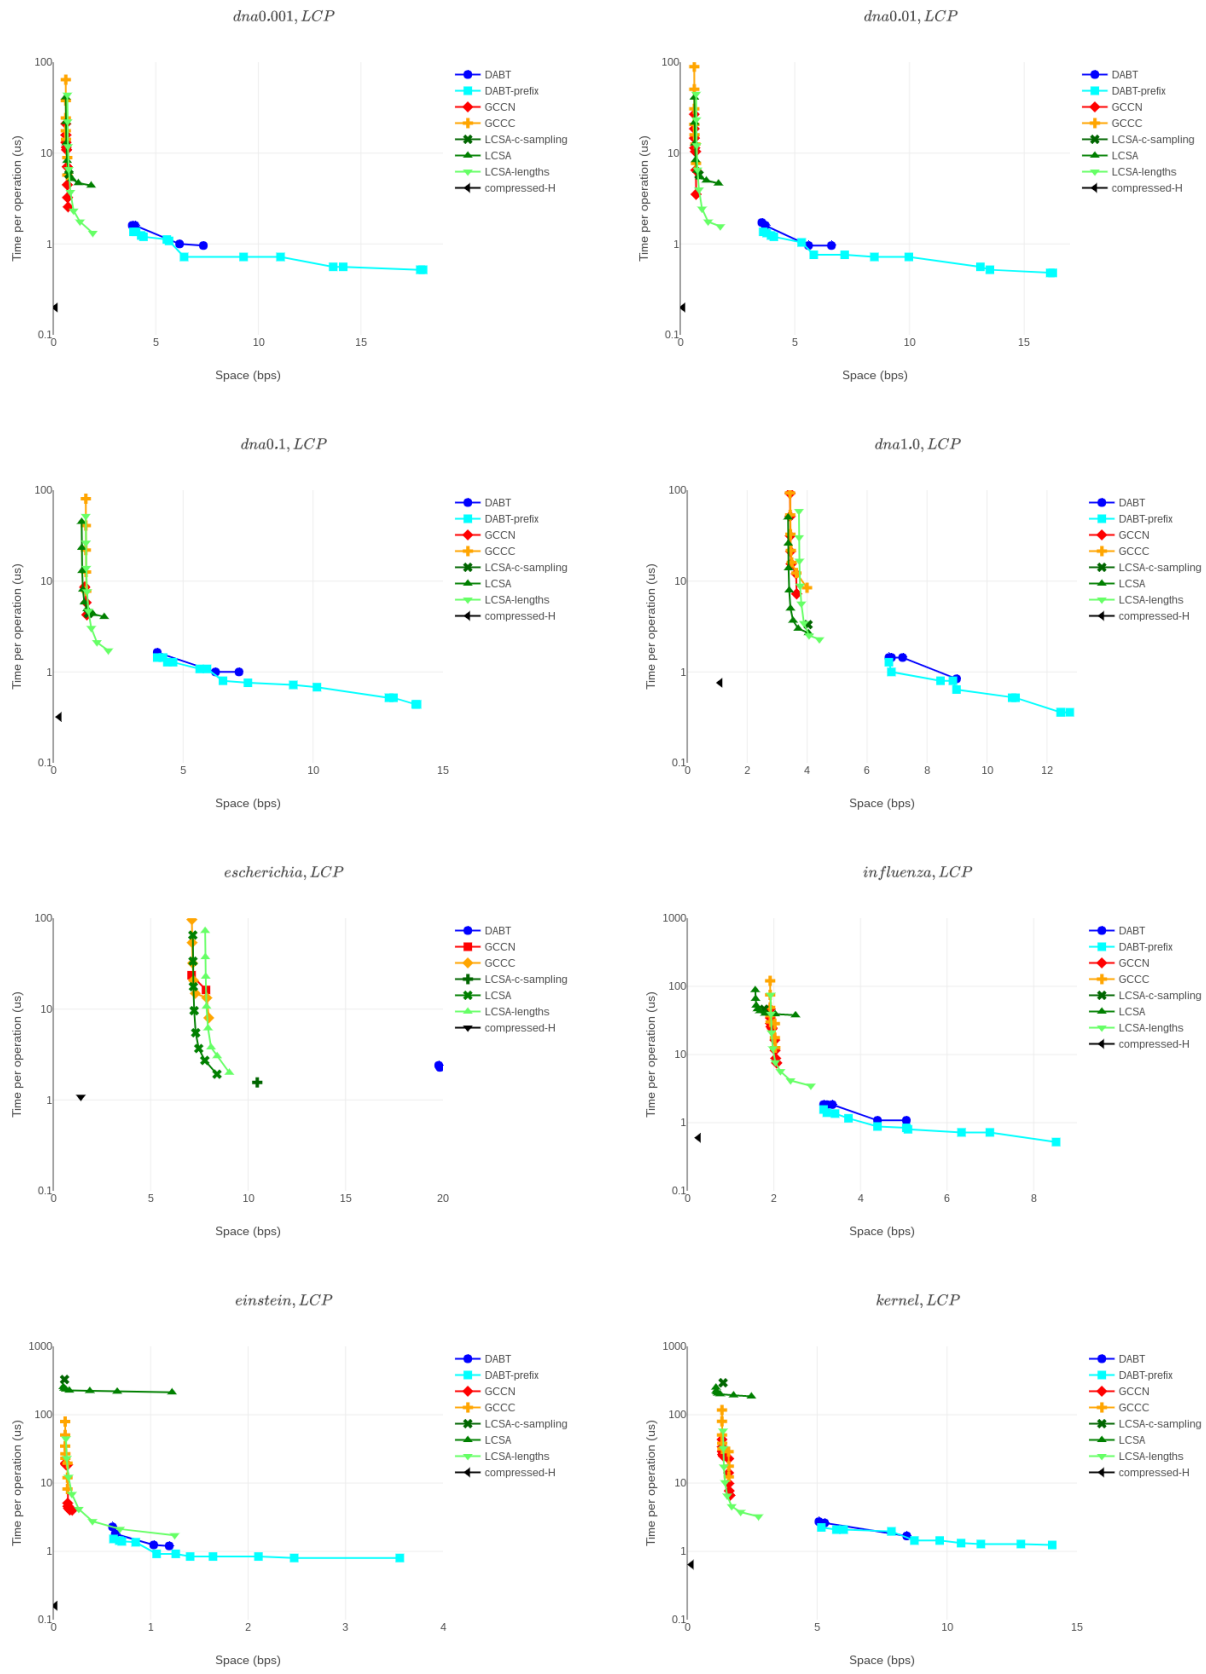 dna0.001, LCP
Time per operation (us)
100
10
1
0.1
0 5 10 15
Space (bps)
DABT
DABT-prefix
GCCN
GCCC
LCSA-c-sampling
LCSA
LCSA-lengths
compressed-H
dna0.01, LCP
Time per operation (us)
100
10
1
0.1
0 5 10 15
Space (bps)
DABT
DABT-prefix
GCCN
GCCC
LCSA-c-sampling
LCSA
LCSA-lengths
compressed-H
dna0.1, LCP
Time per operation (us)
100
10
1
0.1
0 5 10 15
Space (bps)
DABT
DABT-prefix
GCCN
GCCC
LCSA-c-sampling
LCSA
LCSA-lengths
compressed-H
dna1.0, LCP
Time per operation (us)
100
10
1
0.1
0 2 4 6 8 10 12
Space (bps)
DABT
DABT-prefix
GCCN
GCCC
LCSA-c-sampling
LCSA
LCSA-lengths
compressed-H
escherichia, LCP
Time per operation (us)
100
10
1
0.1
0 5 10 15 20
Space (bps)
DABT
GCCN
GCCC
LCSA-c-sampling
LCSA
LCSA-lengths
compressed-H
influenza, LCP
Time per operation (us)
1000
100
10
1
0.1
0 2 4 6 8
Space (bps)
DABT
DABT-prefix
GCCN
GCCC
LCSA-c-sampling
LCSA
LCSA-lengths
compressed-H
einstein, LCP
Time per operation (us)
1000
100
10
1
0.1
0 1 2 3 4
Space (bps)
DABT
DABT-prefix
GCCN
GCCC
LCSA-c-sampling
LCSA
LCSA-lengths
compressed-H
kernel, LCP
Time per operation (us)
1000
100
10
1
0.1
0 5 10 15
Space (bps)
DABT
DABT-prefix
GCCN
GCCC
LCSA-c-sampling
LCSA
LCSA-lengths
compressed-H